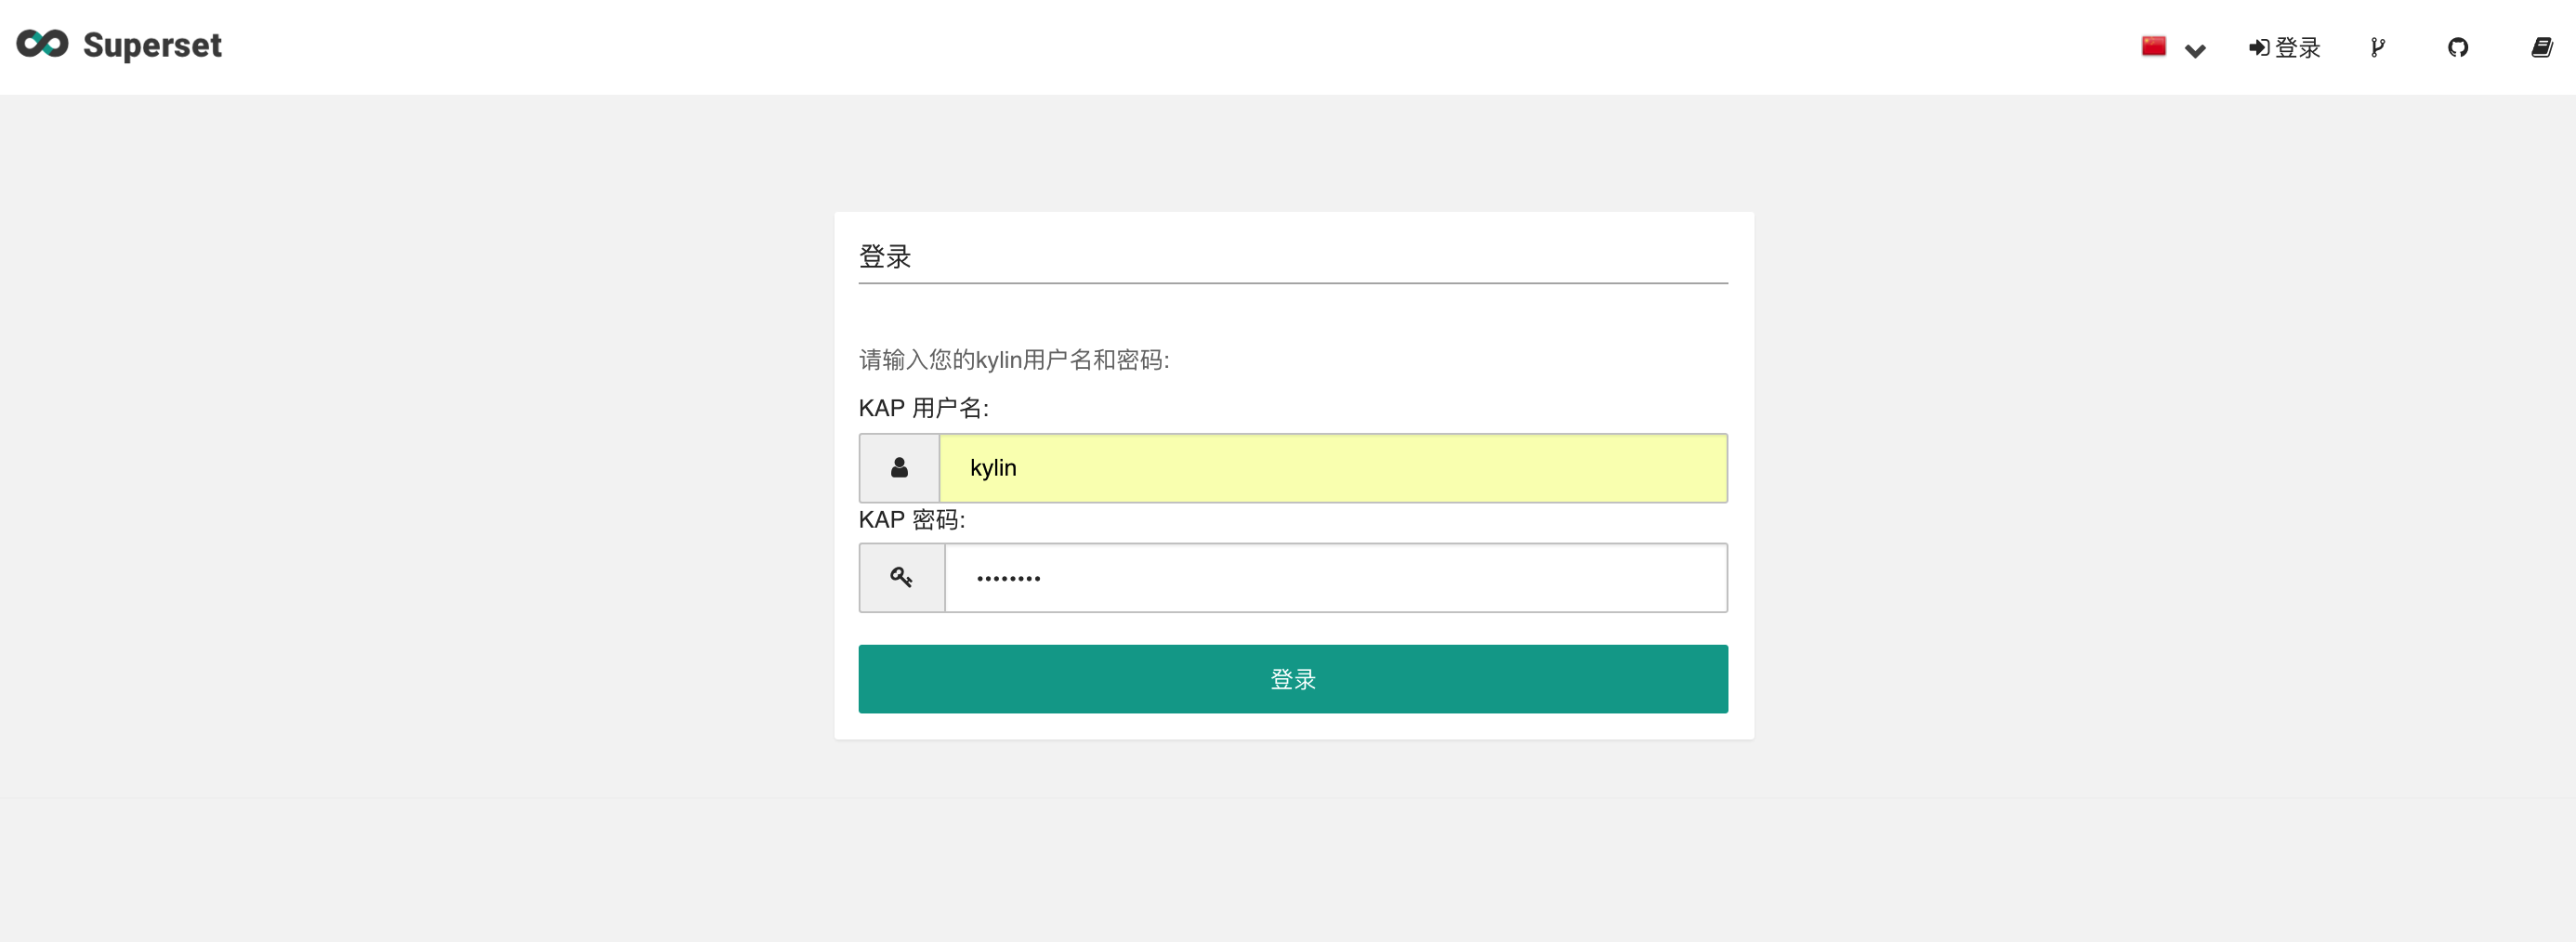 Superset
登录
登录
请输入您的kylin用户名和密码:
KAP 用户名:
kylin
KAP 密码:
••••••••
登录